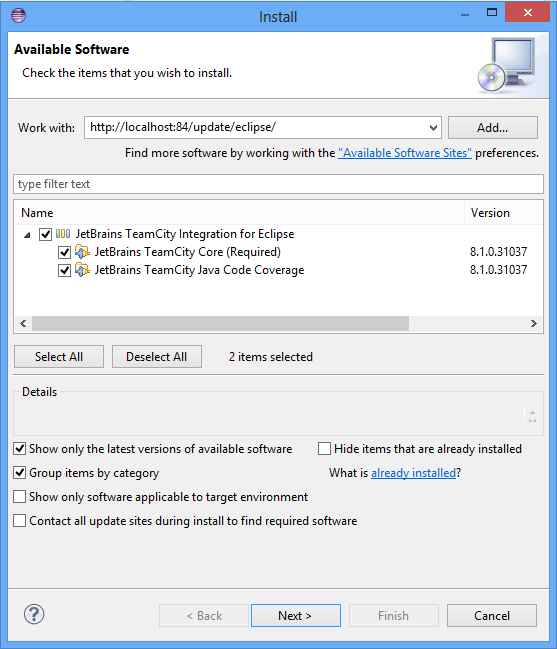 Install
Available Software
Check the items that you wish to install.
Work with: http://localhost:84/update/eclipse/ Add...
Find more software by working with the "Available Software Sites" preferences.
type filter text
Name Version
JetBrains TeamCity Integration for Eclipse
JetBrains TeamCity Core (Required) 8.1.0.31037
JetBrains TeamCity Java Code Coverage 8.1.0.31037
Select All Deselect All 2 items selected
Details
Show only the latest versions of available software Hide items that are already installed
Group items by category What is already installed?
Show only software applicable to target environment
Contact all update sites during install to find required software
? < Back Next > Finish Cancel